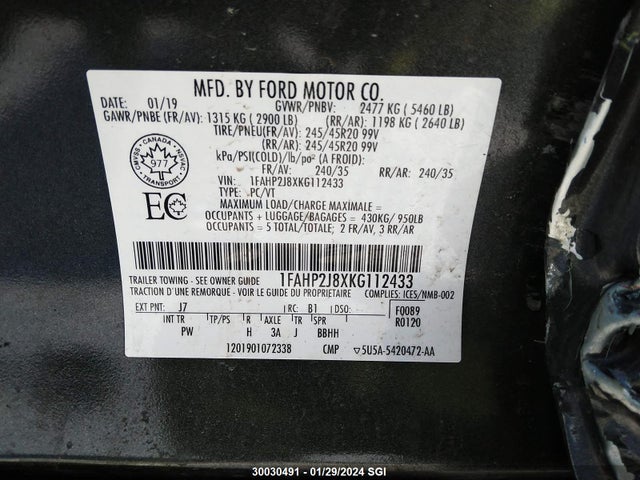 MFD. BY FORD MOTOR CO.
DATE: 01/19 GVWR/PNBV: 2477 KG ( 5460 LB)
GAWR/PNBE (FR/AV): 1315 KG ( 2900 LB) (RR/AR): 1198 KG ( 2640 LB)
TIRE/PNEU(FR/AV): 245/45R20 99V
(RR/AR): 245/45R20 99V
kPa/PSI(COLD)/lb/po² (A FROID):
FR/AV: 240/35 RR/AR: 240/35
VIN: 1FAHP2J8XKG112433
TYPE: PC/VT
MAXIMUM LOAD/CHARGE MAXIMALE =
OCCUPANTS + LUGGAGE/BAGAGES = 430KG/ 950LB
OCCUPANTS = 5 TOTAL/TOTALE; 2 FR/AV, 3 RR/AR
CANADA
CMVSS NSVAC
977
TRANSPORT
EC
1FAHP2J8XKG112433
TRAILER TOWING - SEE OWNER GUIDE
TRACTION D'UNE REMORQUE - VOIR GUIDE DU PROPRIETAIRE COMPLIES: ICES/NMB-002
EXT PNT: J7 RC: B1 DSO: F0089
INT TR TP/PS R AXLE TR SPR R0120
PW H 3A J BBHH
1201901072338 CMP ▽5U5A-5420472-AA
30030491 - 01/29/2024 SGI